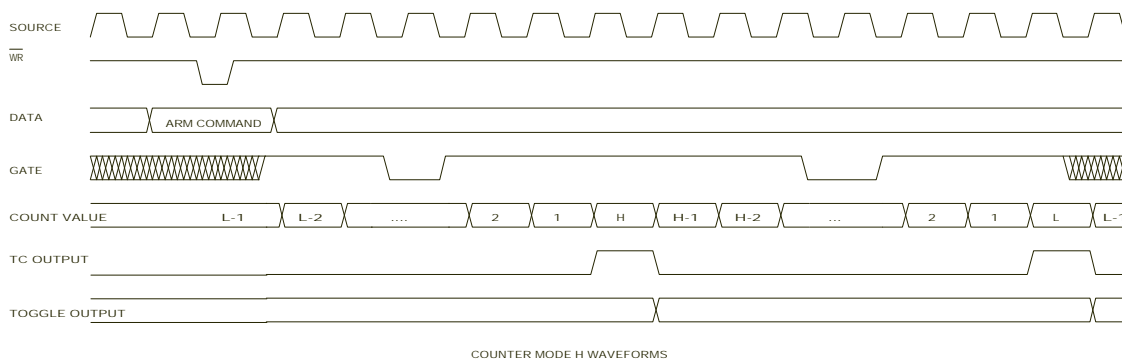 SOURCE
WR
DATA ARM COMMAND
GATE
COUNT VALUE L-1 L-2 .... 2 1 H H-1 H-2 ... 2 1 L L-1
TC OUTPUT
TOGGLE OUTPUT
COUNTER MODE H WAVEFORMS